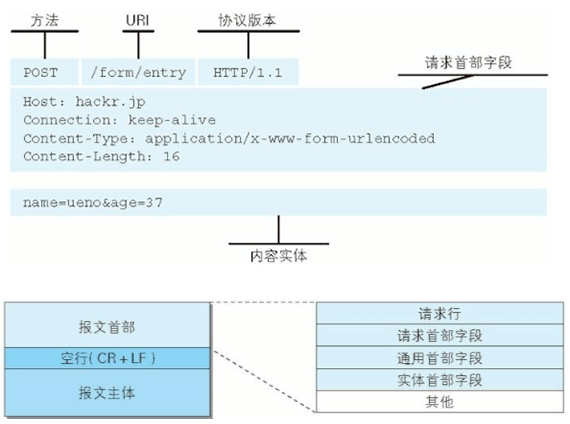 方法 URI 协议版本
请求首部字段
POST /form/entry HTTP/1.1
Host: hackr.jp
Connection: keep-alive
Content-Type: application/x-www-form-urlencoded
Content-Length: 16
name=ueno&age=37
内容实体
报文首部
空行(CR+LF)
报文主体
请求行
请求首部字段
通用首部字段
实体首部字段
其他